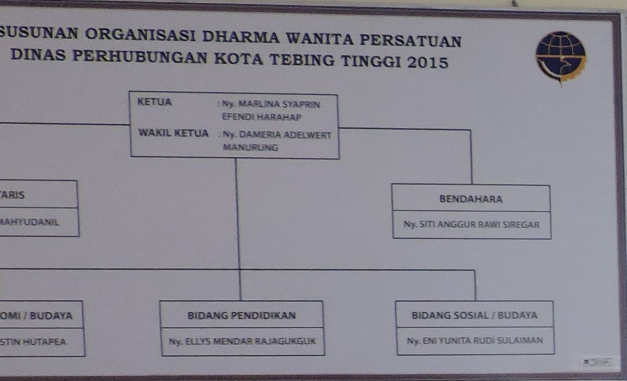 SUSUNAN ORGANISASI DHARMA WANITA PERSATUAN
DINAS PERHUBUNGAN KOTA TEBING TINGGI 2015
KETUA : Ny. MARLINA SYAPRIN
EFENDI HARAHAP
WAKIL KETUA : Ny. DAMERIA ADELWERT
MANURUNG
ARIS
MAHYUDANIL
BENDAHARA
Ny. SITI ANGGUR RAWI SIREGAR
OMI / BUDAYA
STIN HUTAPEA
BIDANG PENDIDIKAN
Ny. ELLYS MENDAR RAJAGUKGUK
BIDANG SOSIAL / BUDAYA
Ny. ENI YUNITA RUDI SULAIMAN